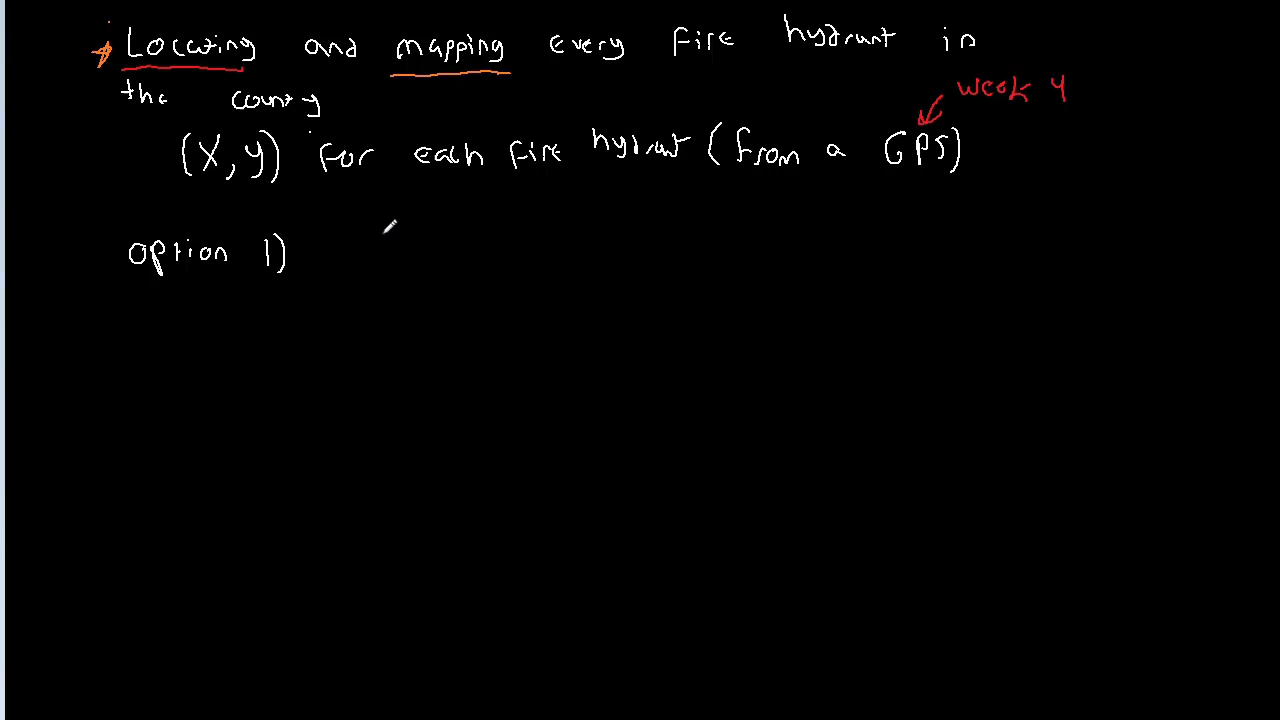 Locating and mapping every fire hydrant in
the county
week 4
(X, Y) for each fire hydrant (from a GPS)
option 1)